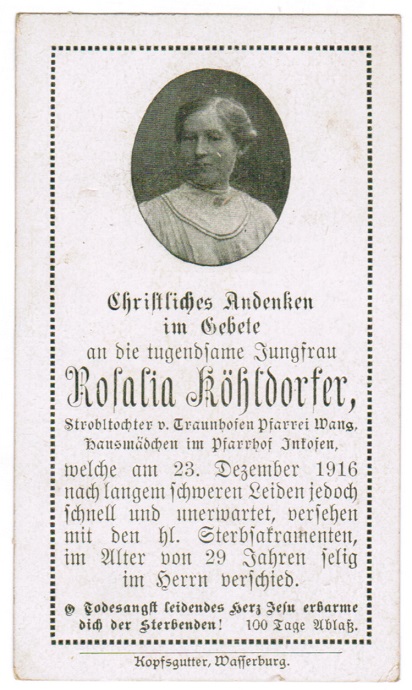 Christliches Andenken
im Gebete
an die tugendsame Jungfrau
Rosalia Köhldorfer,
Strobltochter v. Traunhofen Pfarrei Wang,
Hausmädchen im Pfarrhof Inkofen,
welche am 23. Dezember 1916
nach langem schweren Leiden jedoch
schnell und unerwartet, versehen
mit den hl. Sterbsakramenten,
im Alter von 29 Jahren selig
im Herrn verschied.
O Todesangst leidendes Herz Jesu erbarme
dich der Sterbenden! 100 Tage Ablaß.
Kopfsgutter, Wasserburg.